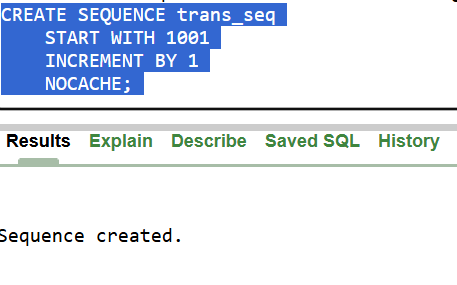 CREATE SEQUENCE trans_seq
    START WITH 1001
    INCREMENT BY 1
    NOCACHE;
Results Explain Describe Saved SQL History
Sequence created.